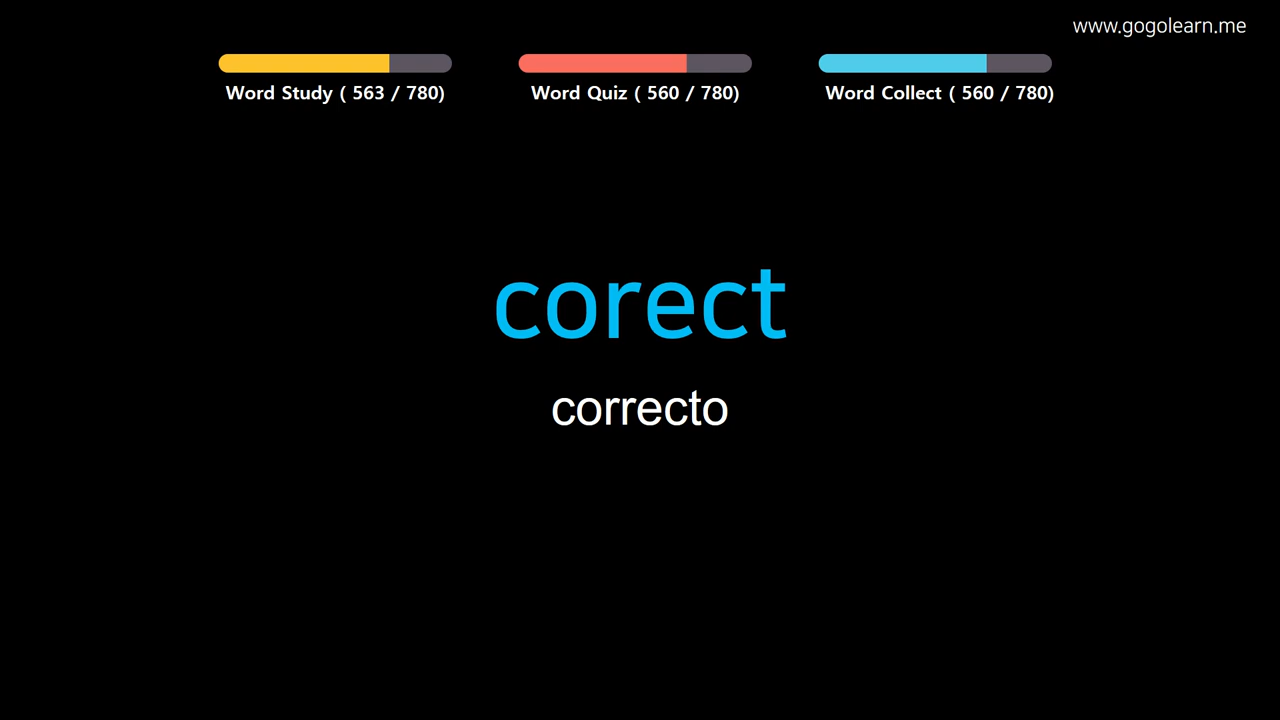 www.gogolearn.me
Word Study ( 563 / 780)
Word Quiz ( 560 / 780)
Word Collect ( 560 / 780)
corect
correcto